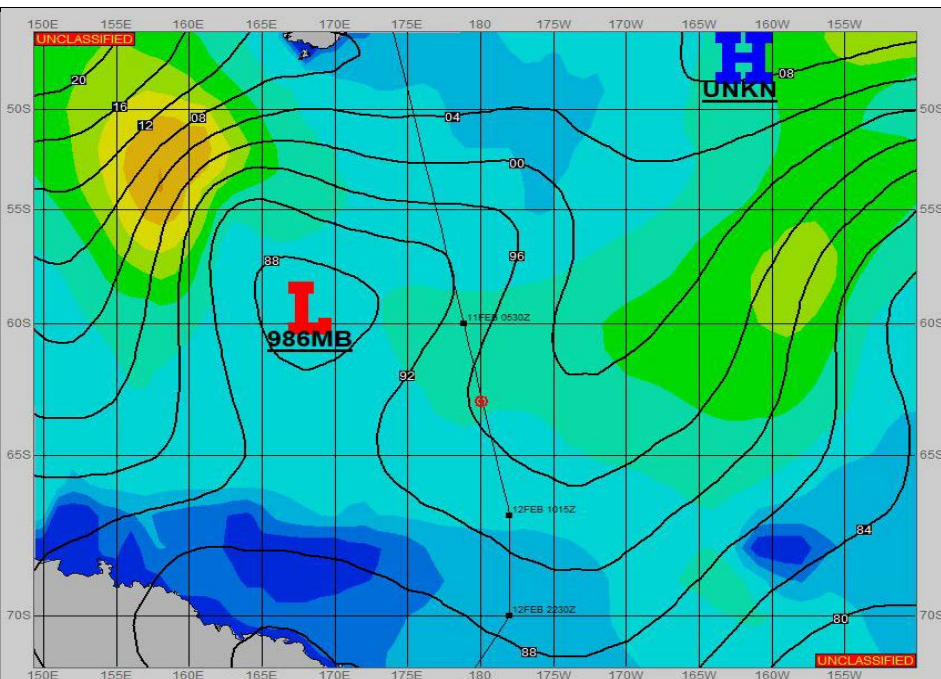 150E 155E 160E 165E 170E 175E 180 175W 170W 165W 160W 155W
UNCLASSIFIED
H
08
UNKN
20
50S
16
12
08
04
50S
00
55S
55S
96
88
L
11FEB 0530Z
60S
60S
986MB
92
65S
65S
12FEB 1015Z
84
12FEB 2230Z
70S
70S
80
88
UNCLASSIFIED
150E 155E 160E 165E 170E 175E 180 175W 170W 165W 160W 155W